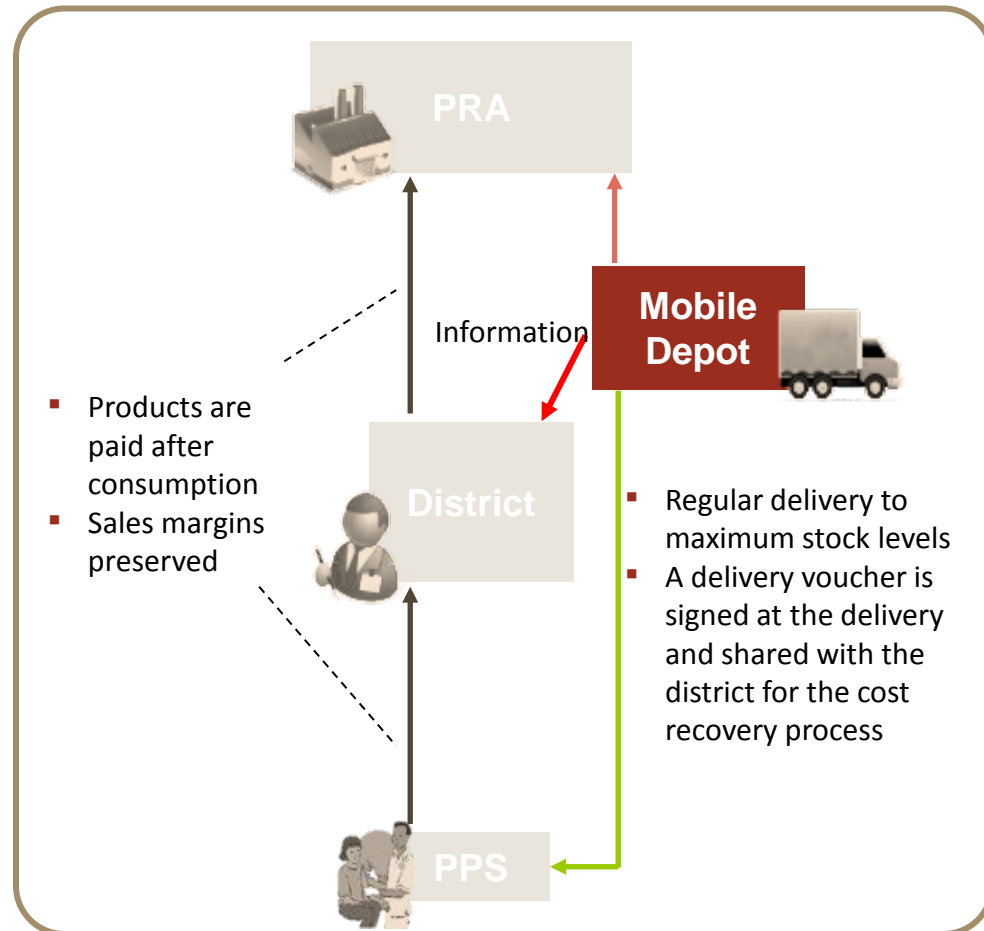 PRA
Mobile
Depot
Information
▪ Products are
paid after
consumption
▪ Sales margins
preserved
District
▪ Regular delivery to
maximum stock levels
▪ A delivery voucher is
signed at the delivery
and shared with the
district for the cost
recovery process
PPS